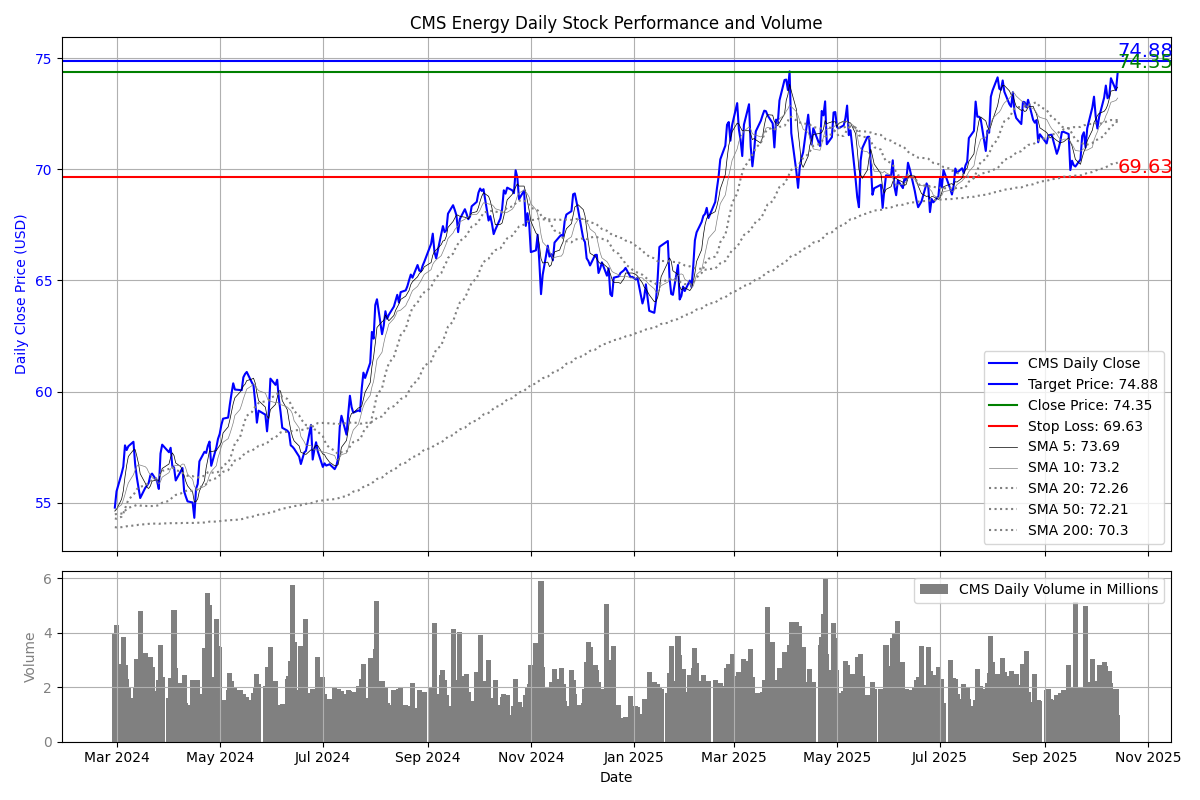 CMS Energy Daily Stock Performance and Volume
Daily Close Price (USD)
75
70
65
60
55
74.88
74.35
69.63
CMS Daily Close
Target Price: 74.88
Close Price: 74.35
Stop Loss: 69.63
SMA 5: 73.69
SMA 10: 73.2
SMA 20: 72.26
SMA 50: 72.21
SMA 200: 70.3
Volume
6
4
2
0
CMS Daily Volume in Millions
Mar 2024
May 2024
Jul 2024
Sep 2024
Nov 2024
Jan 2025
Mar 2025
May 2025
Jul 2025
Sep 2025
Nov 2025
Date